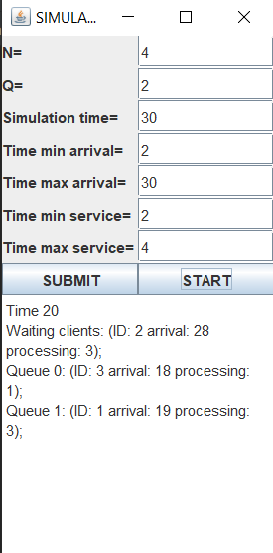 SIMULA...
N= 4
Q= 2
Simulation time= 30
Time min arrival= 2
Time max arrival= 30
Time min service= 2
Time max service= 4
SUBMIT START
Time 20
Waiting clients: (ID: 2 arrival: 28
processing: 3);
Queue 0: (ID: 3 arrival: 18 processing:
1);
Queue 1: (ID: 1 arrival: 19 processing:
3);